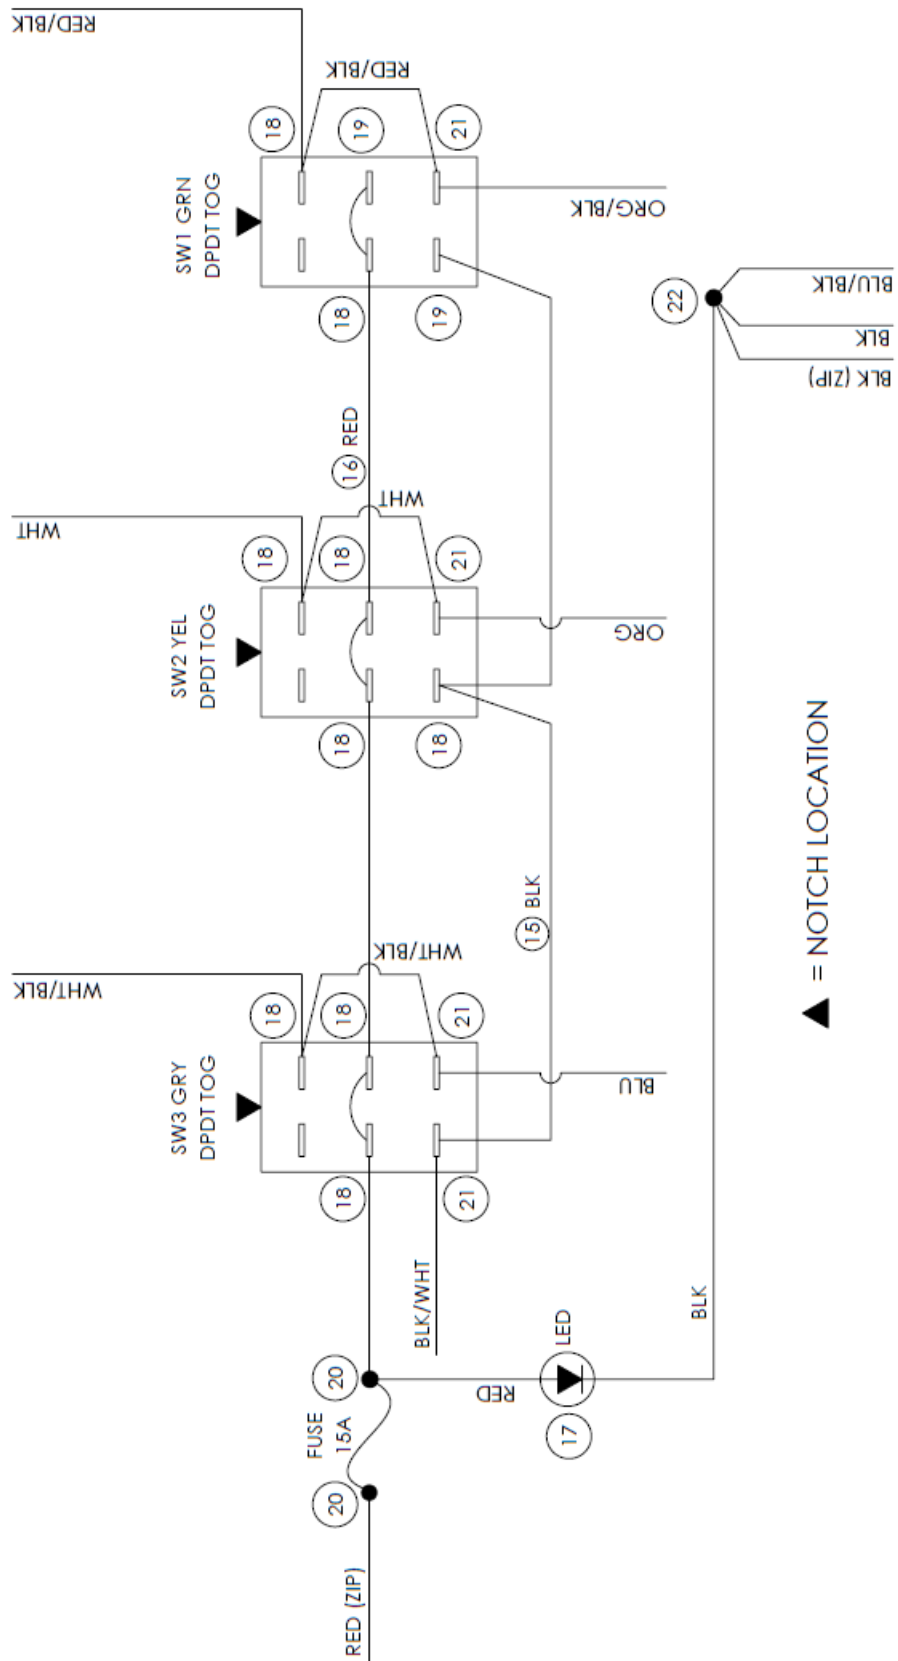 RED/BLK
RED/BLK
18
19
21
SW1 GRN
DPDT TOG
ORG/BLK
18
19
22
BLU/BLK
BLK
BLK (ZIP)
16 RED
WHT
WHT
18
18
21
SW2 YEL
DPDT TOG
ORG
18
18
15 BLK
WHT/BLK
WHT/BLK
18
18
21
SW3 GRY
DPDT TOG
BLU
18
21
BLK/WHT
BLK
20
FUSE
15A
20
RED
LED
17
RED (ZIP)
= NOTCH LOCATION